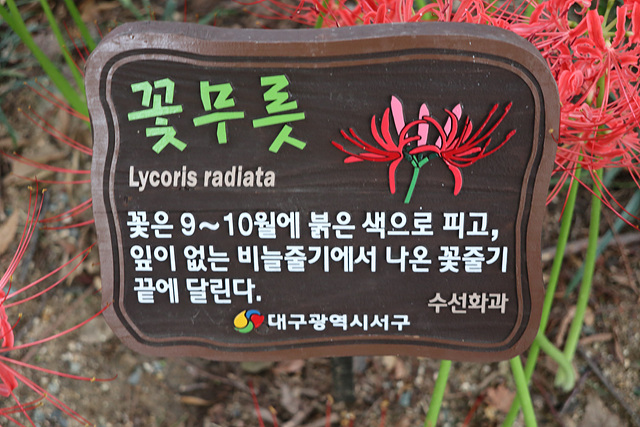 꽃무릇
Lycoris radiata
꽃은 9~10월에 붉은 색으로 피고,
잎이 없는 비늘줄기에서 나온 꽃줄기
끝에 달린다.
수선화과
대구광역시서구